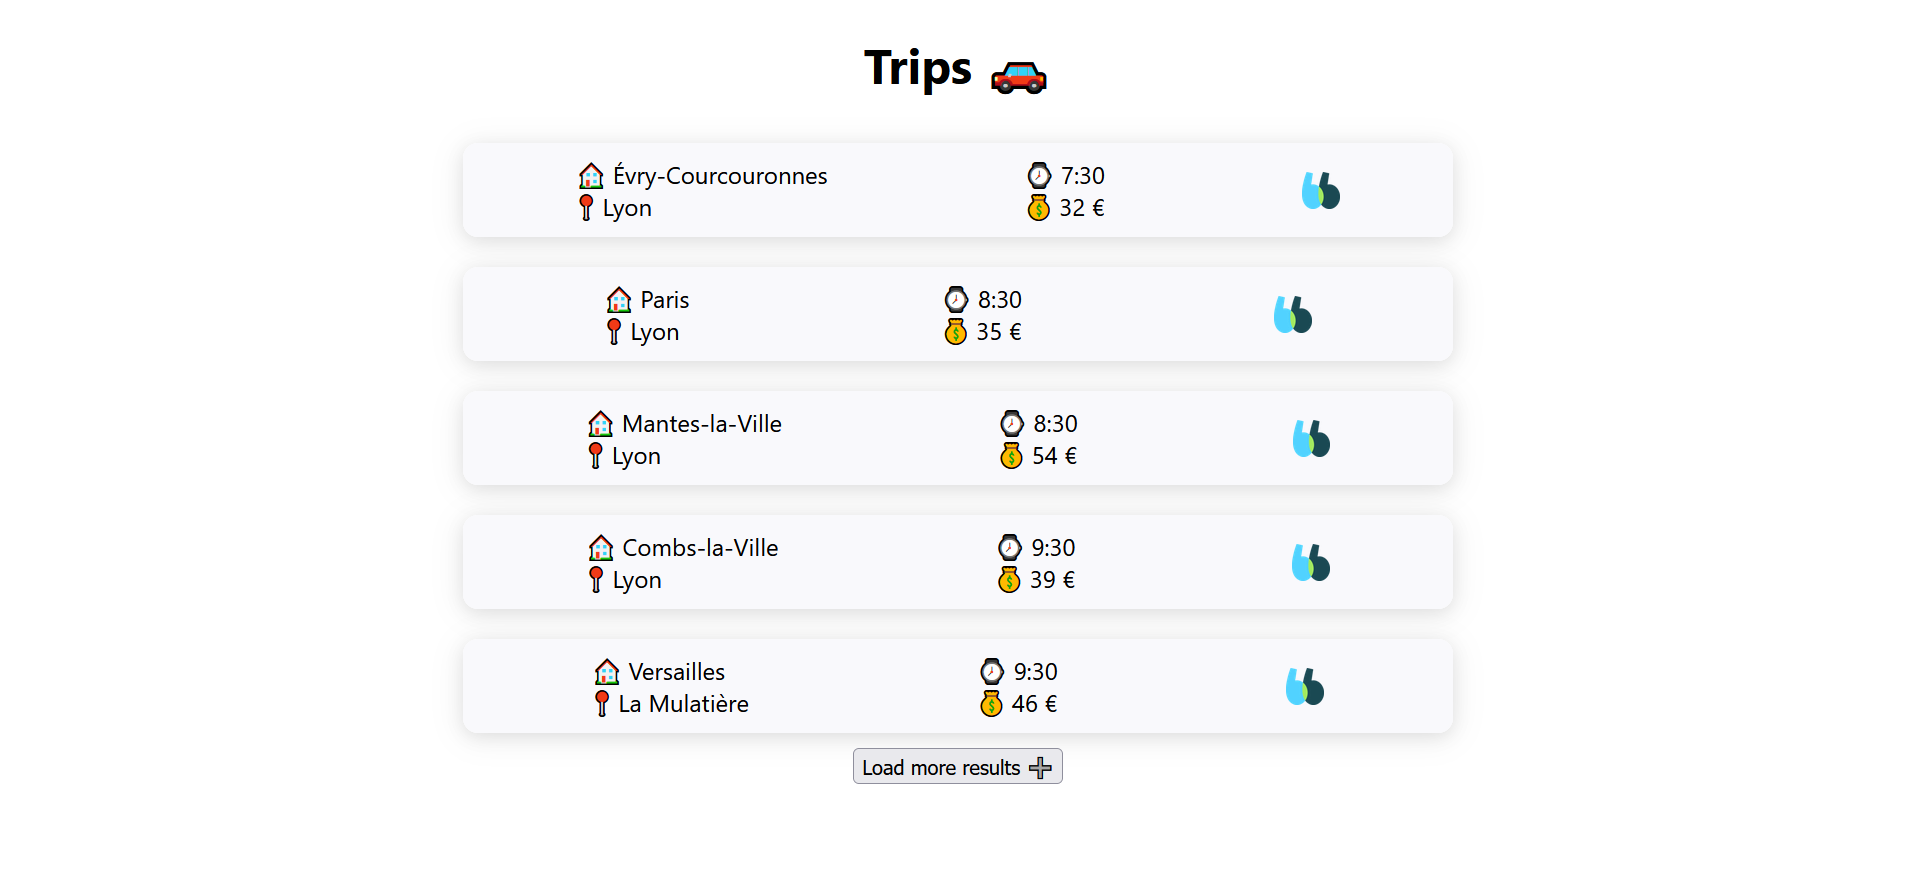 Trips
Évry-Courcouronnes 7:30
Lyon 32 €
Paris 8:30
Lyon 35 €
Mantes-la-Ville 8:30
Lyon 54 €
Combs-la-Ville 9:30
Lyon 39 €
Versailles 9:30
La Mulatière 46 €
Load more results